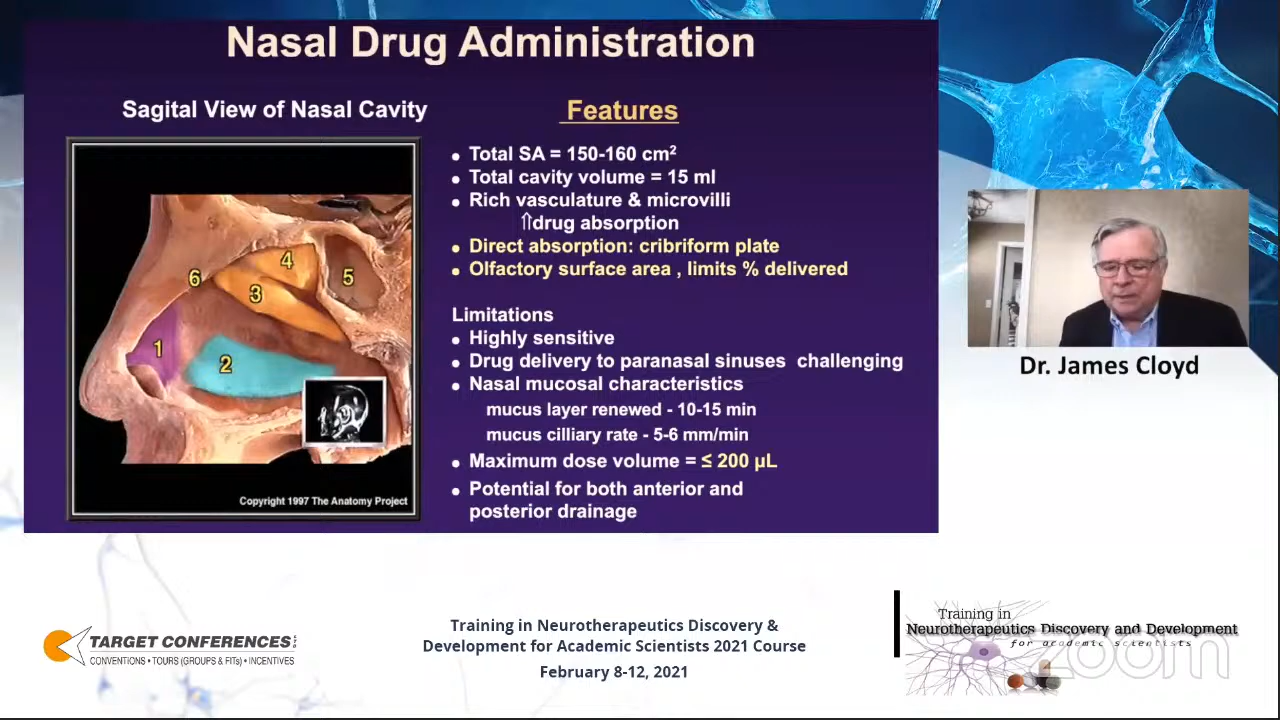 Nasal Drug Administration
Sagital View of Nasal Cavity
6
4
5
3
1
2
Copyright 1997 The Anatomy Project
Features
• Total SA = 150-160 cm²
• Total cavity volume = 15 ml
• Rich vasculature & microvilli
⇑drug absorption
• Direct absorption: cribriform plate
• Olfactory surface area , limits % delivered
Limitations
• Highly sensitive
• Drug delivery to paranasal sinuses challenging
• Nasal mucosal characteristics
mucus layer renewed - 10-15 min
mucus cilliary rate - 5-6 mm/min
• Maximum dose volume = ≤ 200 µL
• Potential for both anterior and
posterior drainage
Dr. James Cloyd
TARGET CONFERENCES
CONVENTIONS • TOURS (GROUPS & FITs) • INCENTIVES
Training in Neurotherapeutics Discovery &
Development for Academic Scientists 2021 Course
February 8-12, 2021
Training in
Neurotherapeutics Discovery and Development
for academic scientists
zoom